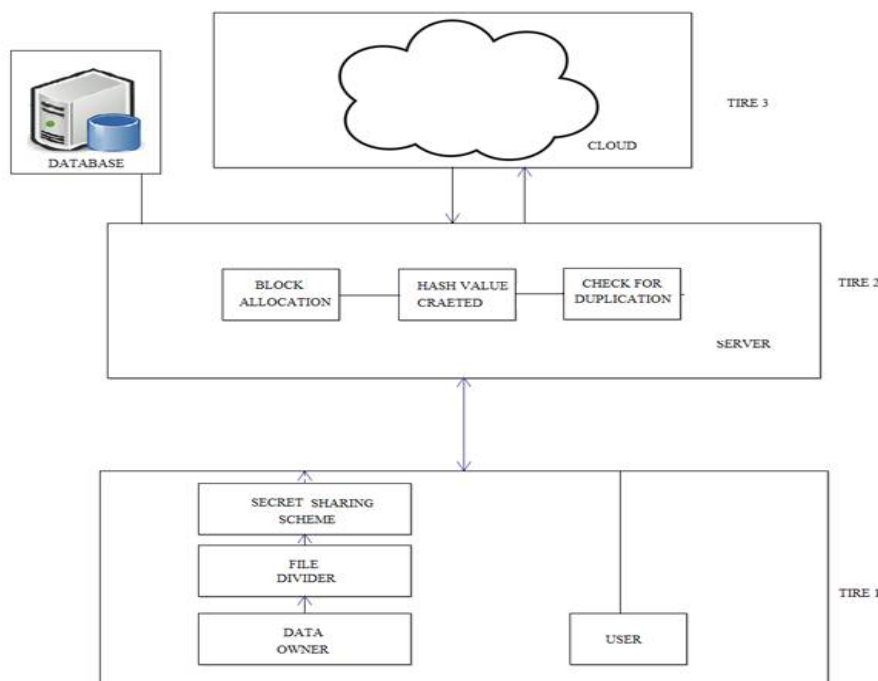 TIRE 3
CLOUD
DATABASE
BLOCK
ALLOCATION
HASH VALUE
CRAETED
CHECK FOR
DUPLICATION
TIRE 2
SERVER
SECRET SHARING
SCHEME
FILE
DIVIDER
TIRE 1
DATA
OWNER
USER